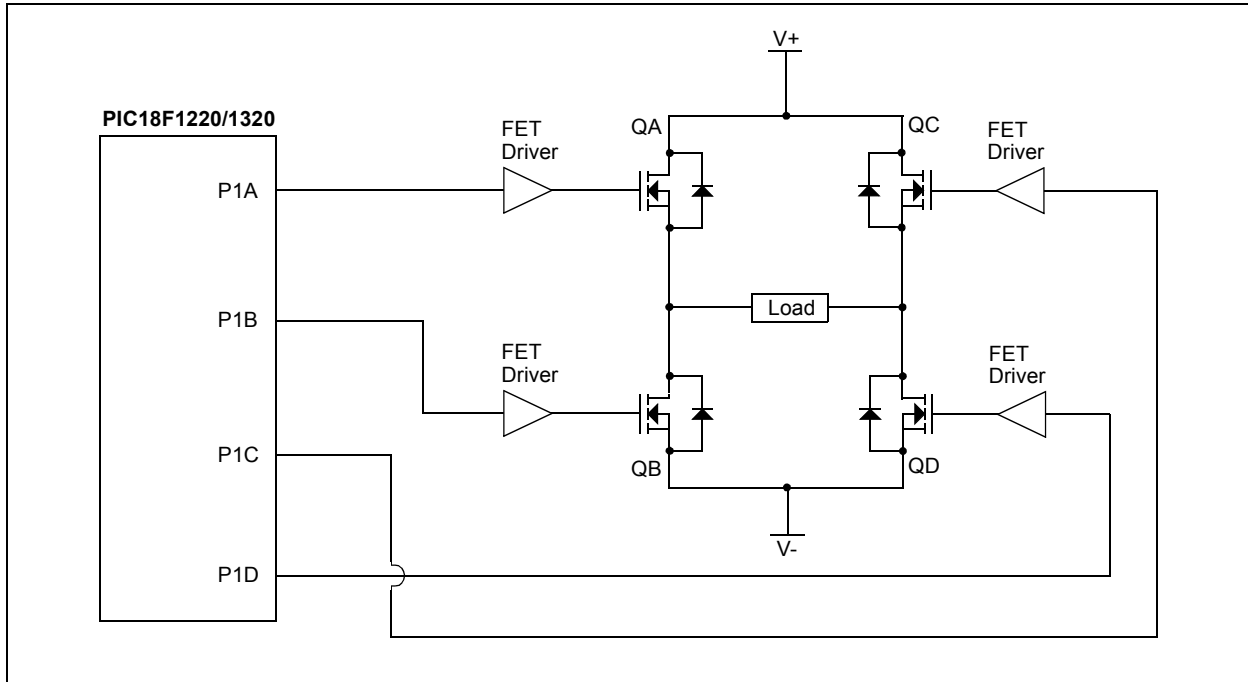 V+
PIC18F1220/1320
FET
Driver
QA
QC
FET
Driver
P1A
P1B
Load
FET
Driver
FET
Driver
P1C
QB
QD
V-
P1D